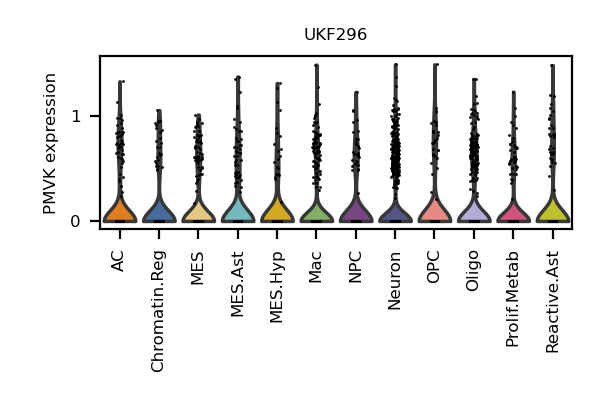 UKF296
PMVK expression
1
0
AC
Chromatin.Reg
MES
MES.Ast
MES.Hyp
Mac
NPC
Neuron
OPC
Oligo
Prolif.Metab
Reactive.Ast